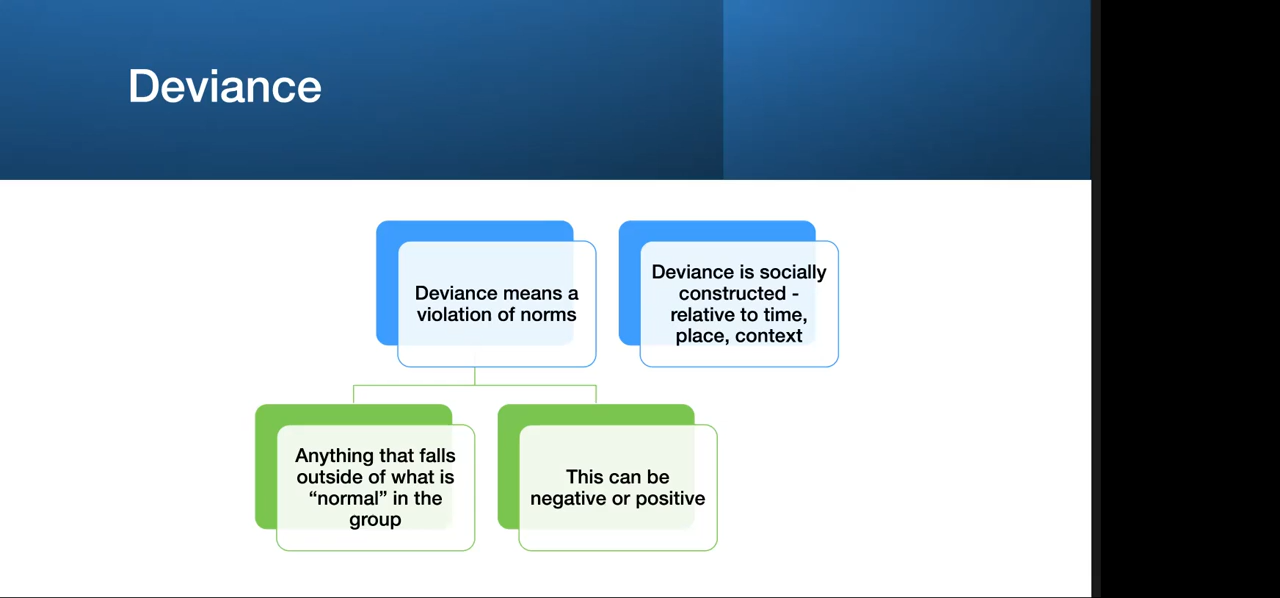 Deviance
Deviance means a
violation of norms
Deviance is socially
constructed -
relative to time,
place, context
Anything that falls
outside of what is
“normal” in the
group
This can be
negative or positive